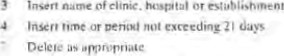 3 Insert name of clinic, hospital or establishment
4 Insert time or period not exceeding 21 days
Delete as appropriate